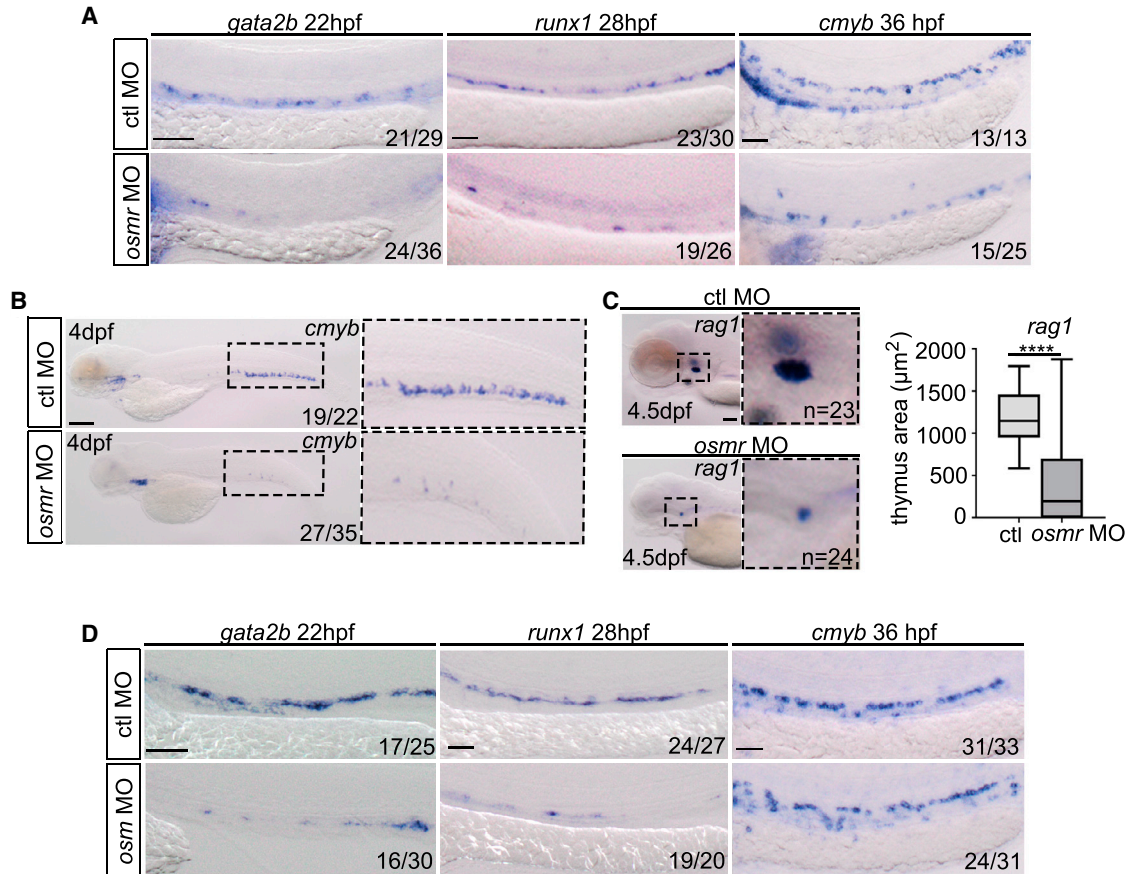 A
gata2b 22hpf
runx1 28hpf
cmyb 36 hpf
ctl MO
21/29
23/30
13/13
osmr MO
24/36
19/26
15/25
B
ctl MO
4dpf
cmyb
19/22
osmr MO
4dpf
cmyb
27/35
C
ctl MO
rag1
4.5dpf
n=23
osmr MO
rag1
4.5dpf
n=24
rag1
****
thymus area (µm²)
2000
1500
1000
500
0
ctl
osmr MO
D
gata2b 22hpf
runx1 28hpf
cmyb 36 hpf
ctl MO
17/25
24/27
31/33
osm MO
16/30
19/20
24/31